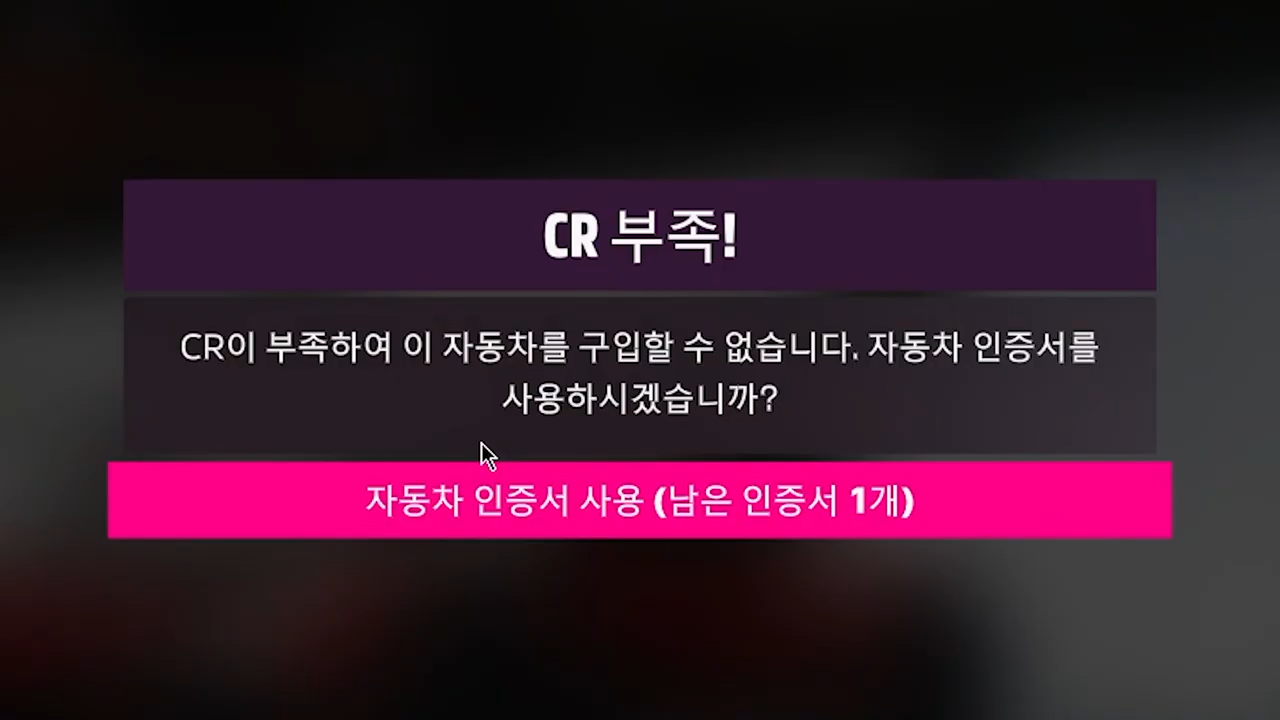 CR 부족!
CR이 부족하여 이 자동차를 구입할 수 없습니다. 자동차 인증서를
사용하시겠습니까?
자동차 인증서 사용 (남은 인증서 1개)